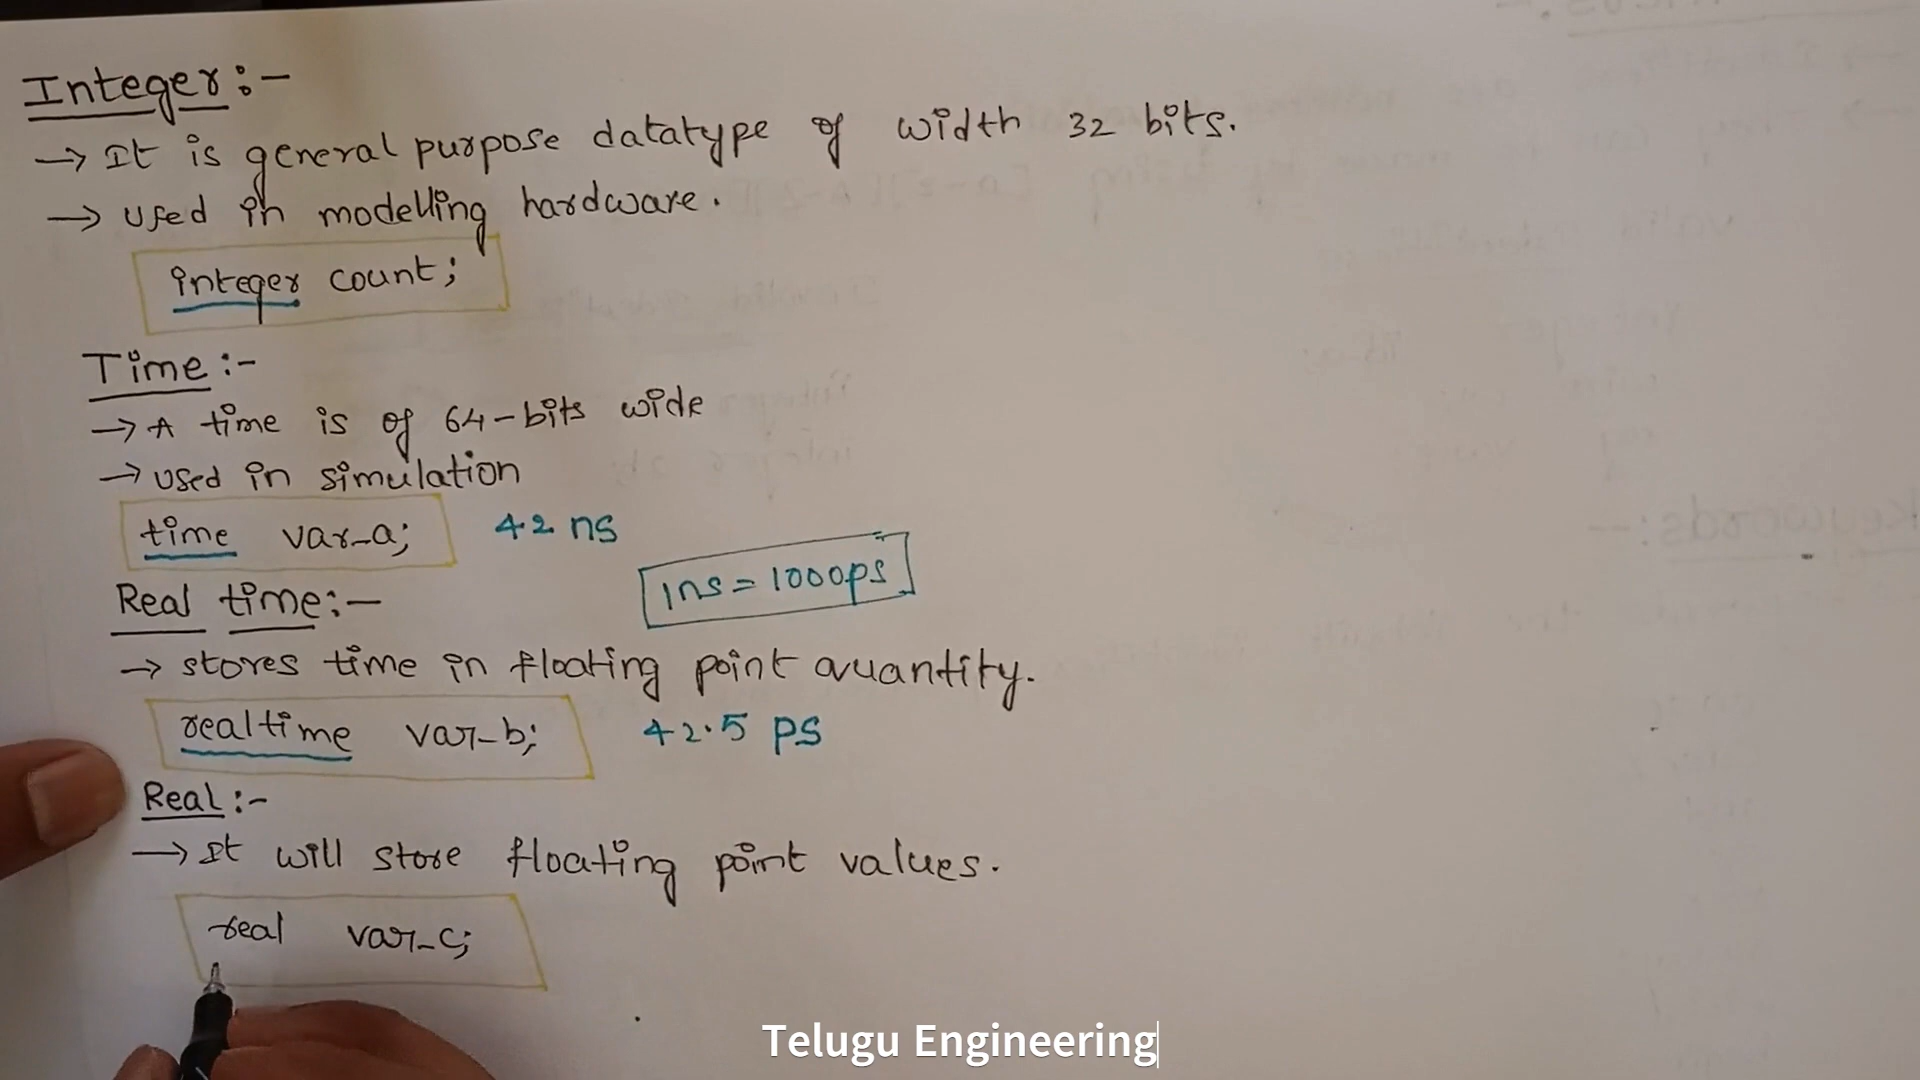 Integer:-
→ It is general purpose datatype of width 32 bits.
→ used in modelling hardware.
integer count;
Time:-
→ A time is of 64-bits wide
→ used in simulation
time var_a; 42 ns
1ns = 1000ps
Real time:-
→ stores time in floating point quantity.
realtime var_b; 42.5 ps
Real:-
→ It will store floating point values.
real var_c;
Telugu Engineering